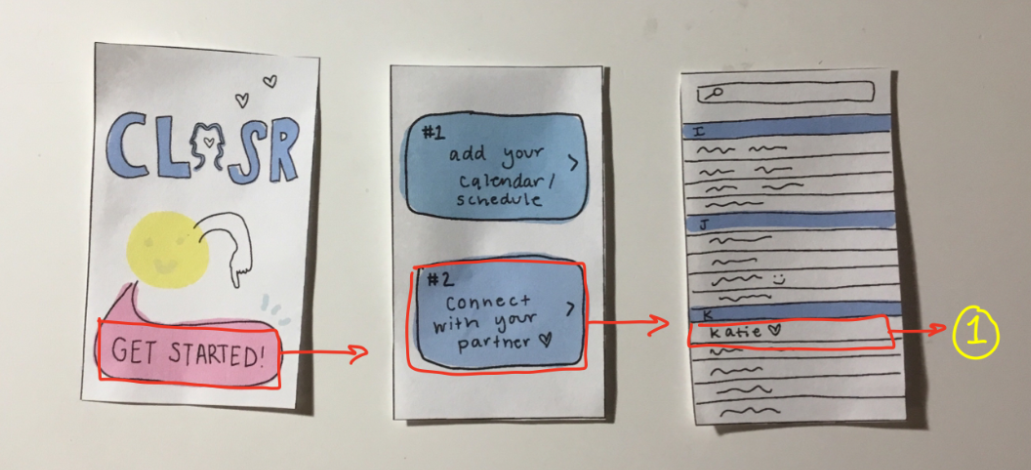 CLOSR
GET STARTED!
#1
add your
calendar/
schedule
#2
connect
with your
partner
I
J
K
Katie
1